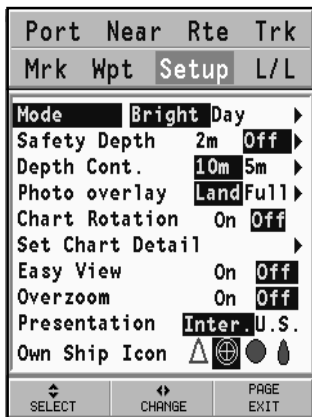 Port Near Rte Trk
Mrk Wpt Setup L/L
Mode Bright Day
Safety Depth 2m Off
Depth Cont. 10m 5m
Photo overlay Land Full
Chart Rotation On Off
Set Chart Detail
Easy View On Off
Overzoom On Off
Presentation Inter. U.S.
Own Ship Icon
SELECT CHANGE PAGE EXIT